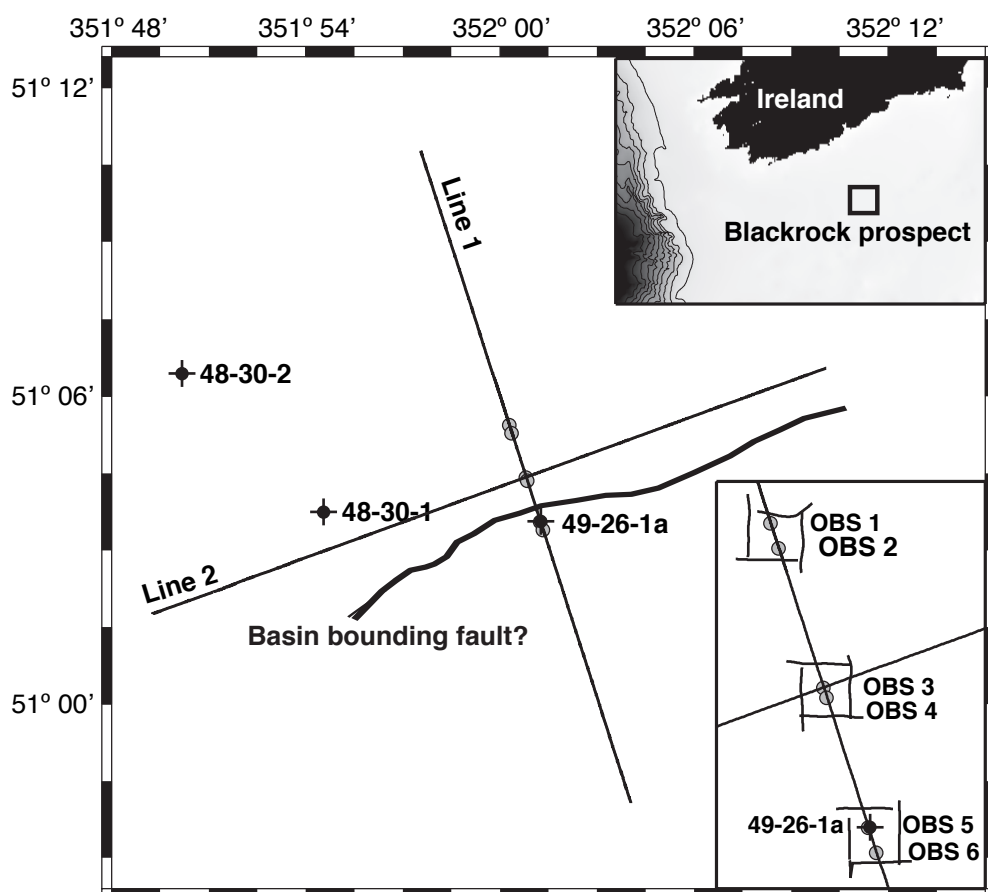 351º 48’
351º 54’
352º 00’
352º 06’
352º 12’
51º 12’
51º 06’
51º 00’
Ireland
Blackrock prospect
Line 1
48-30-2
48-30-1
49-26-1a
Line 2
Basin bounding fault?
OBS 1
OBS 2
OBS 3
OBS 4
49-26-1a
OBS 5
OBS 6